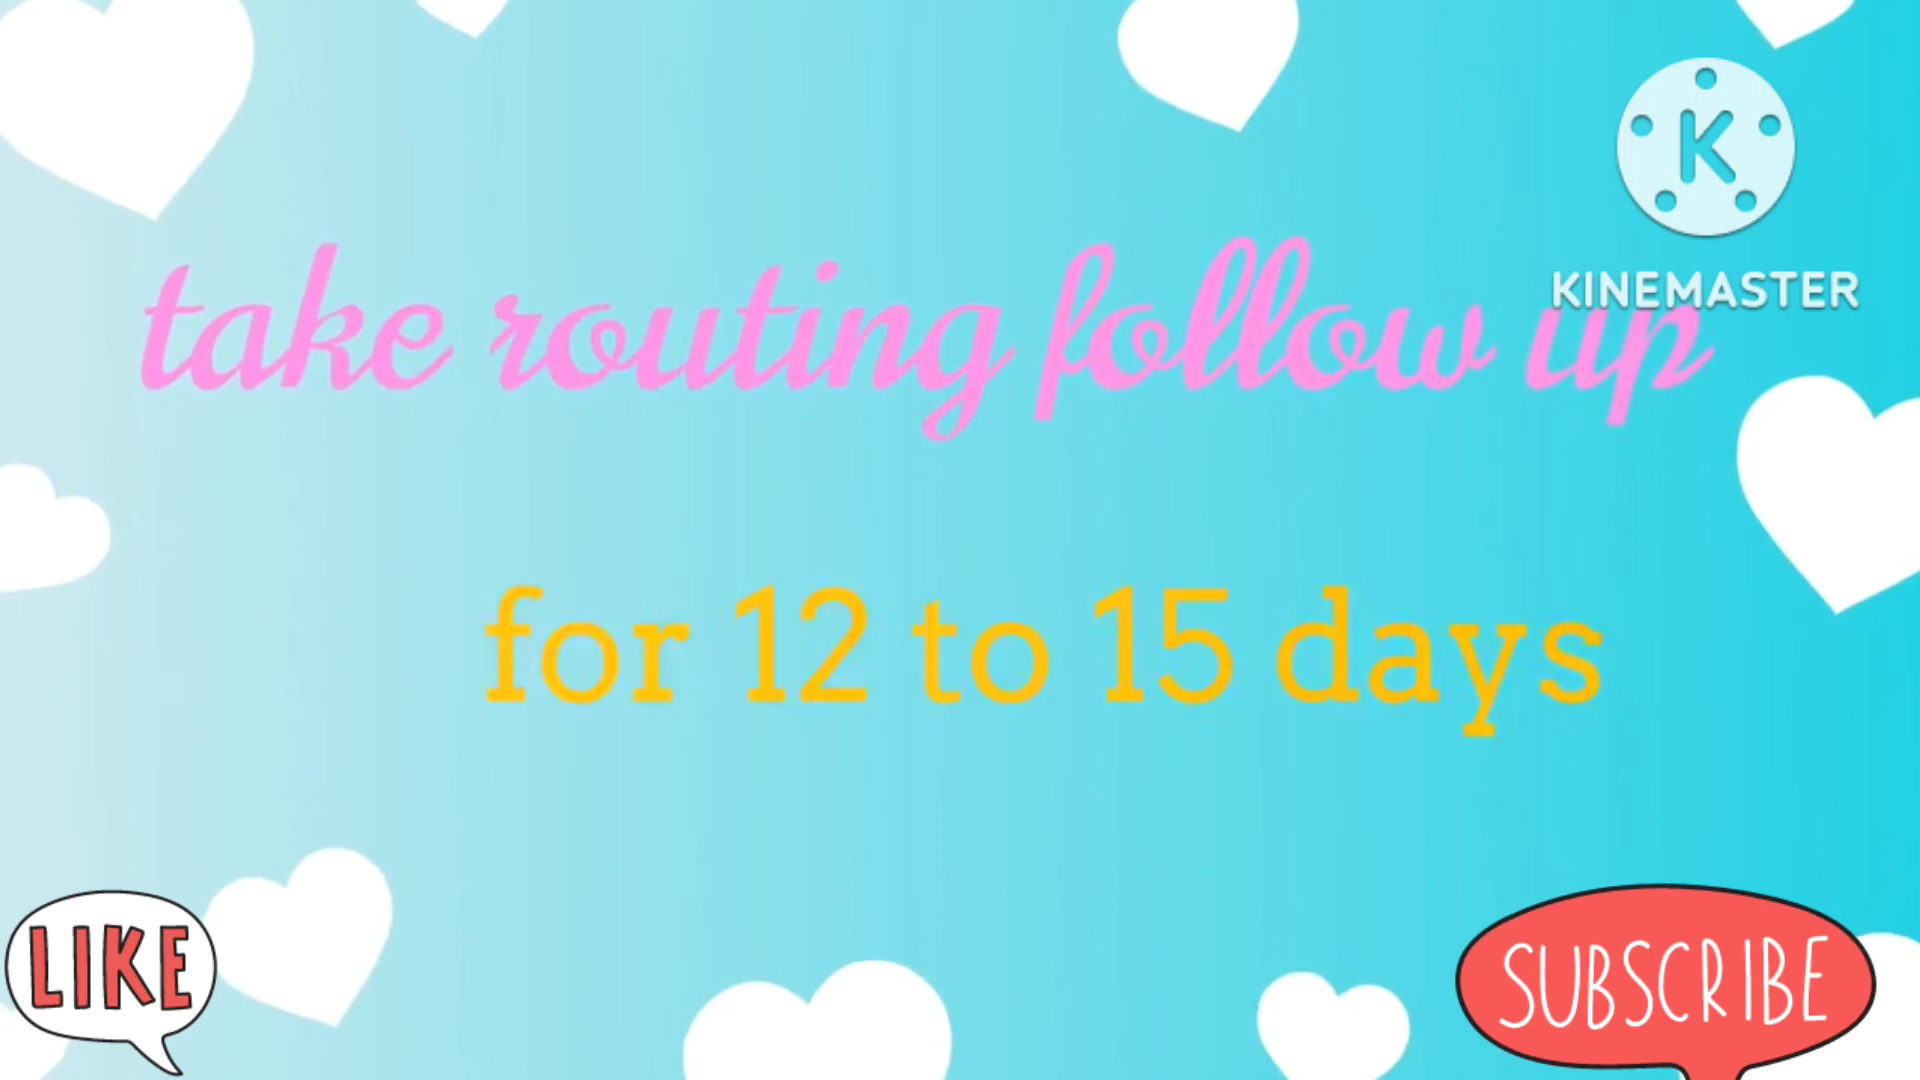 KINEMASTER
take routing follow up
for 12 to 15 days
LIKE
SUBSCRIBE